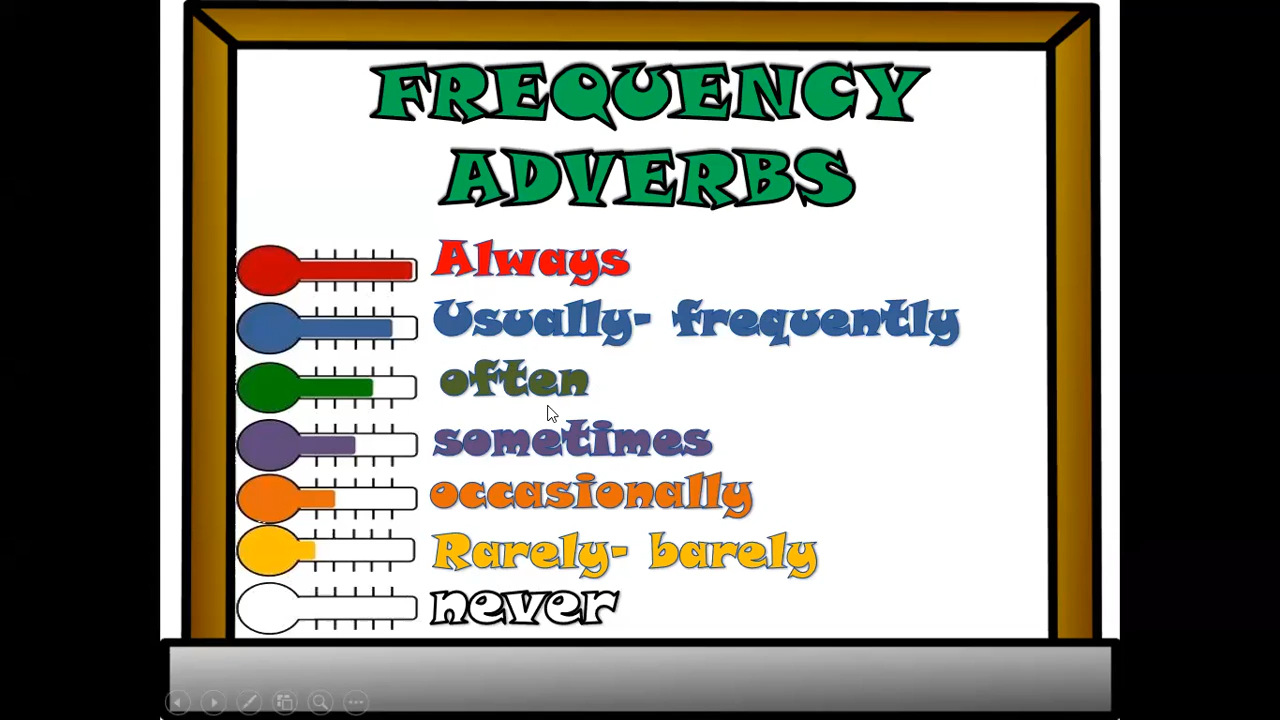 FREQUENCY
ADVERBS
Always
Usually- frequently
often
sometimes
occasionally
Rarely- barely
never